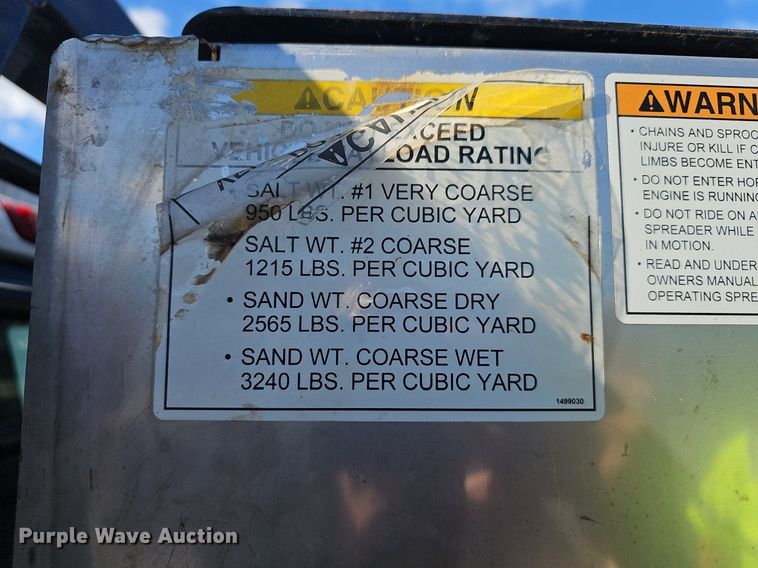 CAUTION
DO EXCEED
LOAD RATING
• SALT WT. #1 VERY COARSE
950 LBS. PER CUBIC YARD
SALT WT. #2 COARSE
1215 LBS. PER CUBIC YARD
• SAND WT. COARSE DRY
2565 LBS. PER CUBIC YARD
• SAND WT. COARSE WET
3240 LBS. PER CUBIC YARD
1499030
WARN
• CHAINS AND SPROC
INJURE OR KILL IF C
LIMBS BECOME ENT
• DO NOT ENTER HOP
ENGINE IS RUNNING
• DO NOT RIDE ON A
SPREADER WHILE
IN MOTION.
• READ AND UNDER
OWNERS MANUAL
OPERATING SPRE
Purple Wave Auction